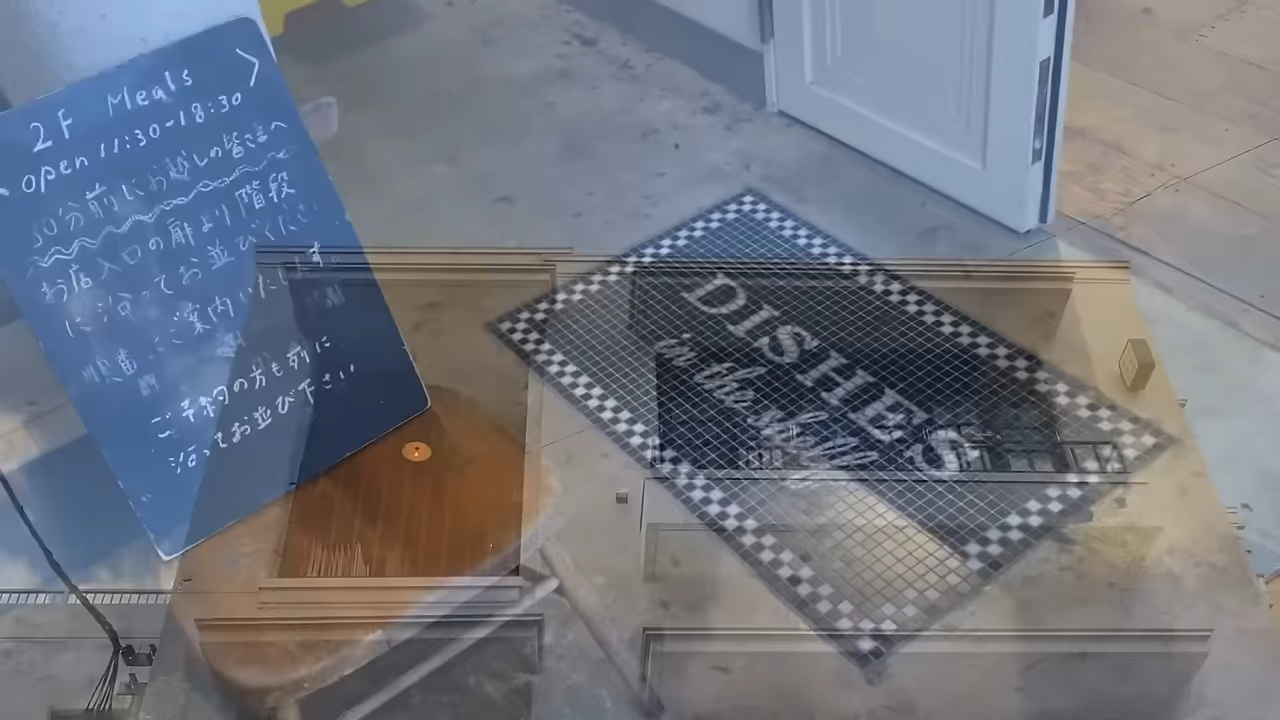 2F Meals
open 11:30-18:30
30分前にお越しの皆さまへ
お店入口の扉より階段
に沿ってお並びください
順番にご案内いたします。
ご予約の方も列に
沿ってお並び下さい
DISHES
in the shell